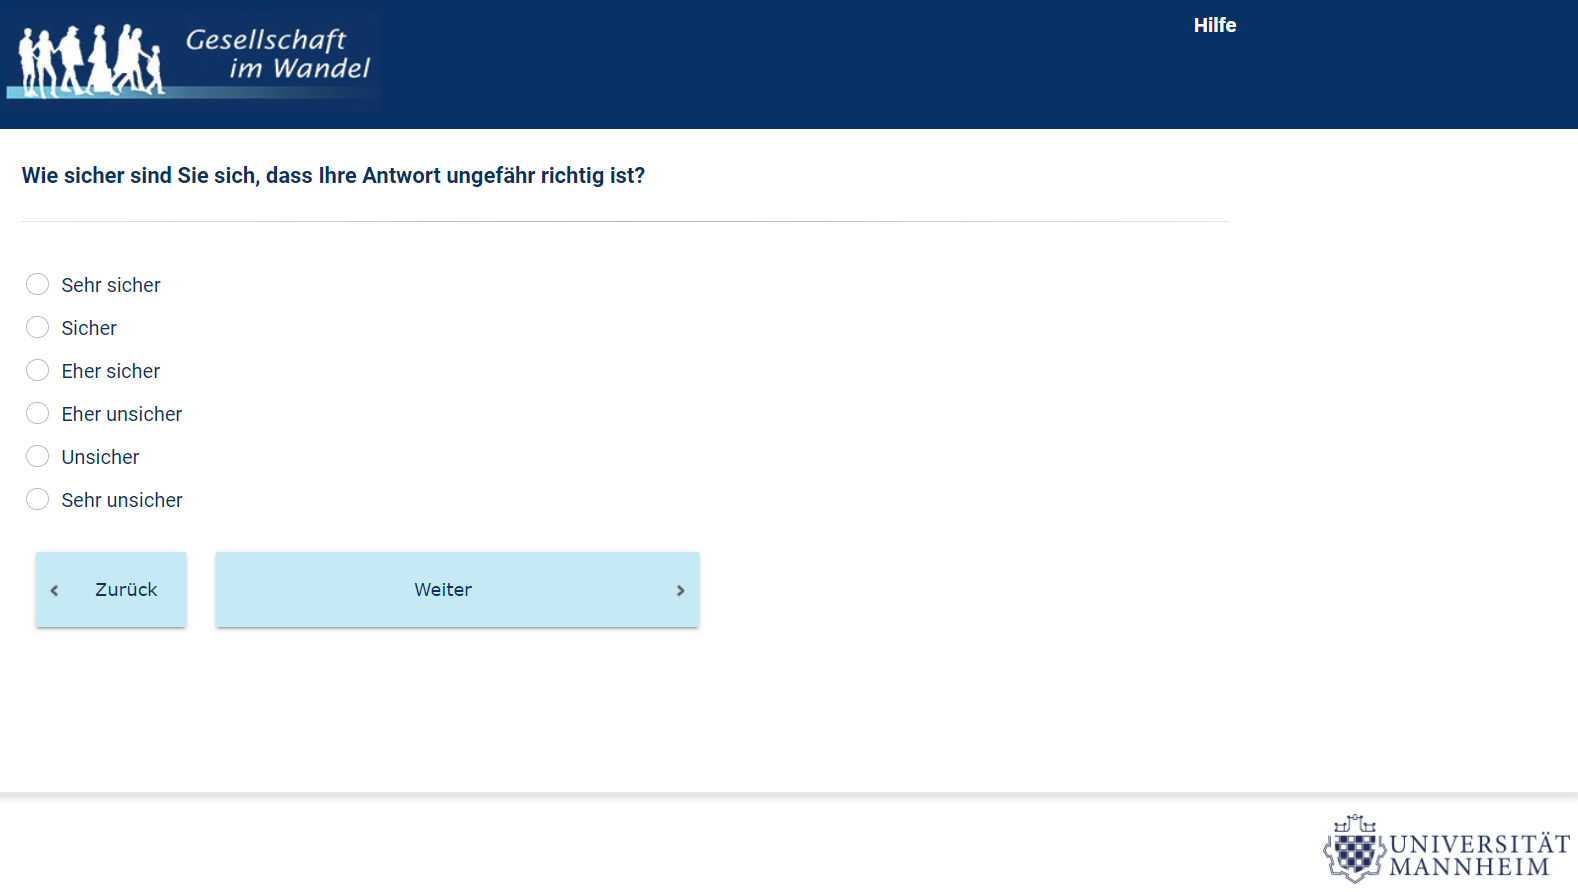 Gesellschaft
im Wandel
Hilfe
Wie sicher sind Sie sich, dass Ihre Antwort ungefähr richtig ist?
Sehr sicher
Sicher
Eher sicher
Eher unsicher
Unsicher
Sehr unsicher
‹ Zurück
Weiter ›
UNIVERSITÄT
MANNHEIM